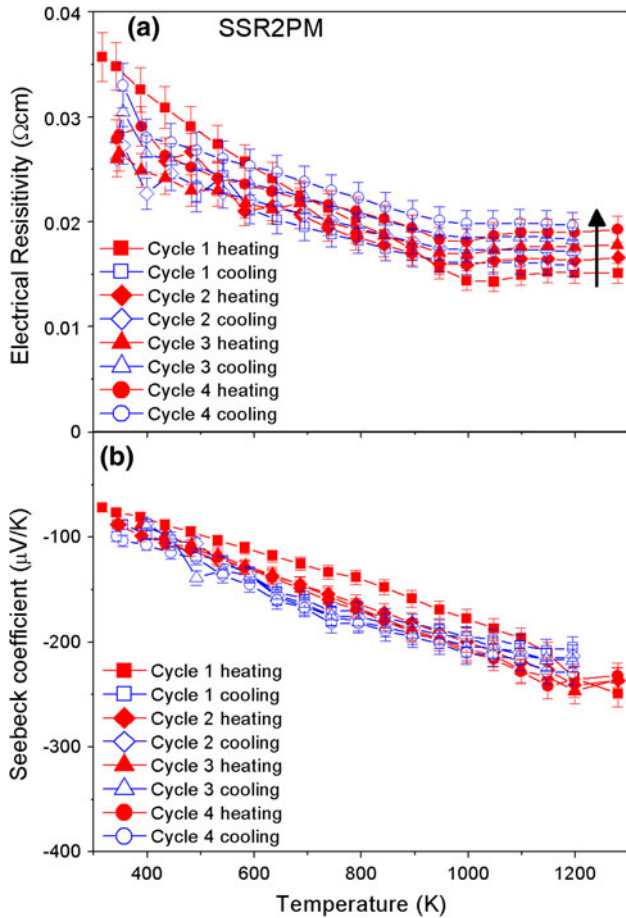 (a) SSR2PM
0.04
0.03
0.02
0.01
0
Electrical Resisitivity (Ωcm)
Cycle 1 heating
Cycle 1 cooling
Cycle 2 heating
Cycle 2 cooling
Cycle 3 heating
Cycle 3 cooling
Cycle 4 heating
Cycle 4 cooling
(b)
-100
-200
-300
-400
Seebeck coefficient (μV/K)
Cycle 1 heating
Cycle 1 cooling
Cycle 2 heating
Cycle 2 cooling
Cycle 3 heating
Cycle 3 cooling
Cycle 4 heating
Cycle 4 cooling
400 600 800 1000 1200
Temperature (K)